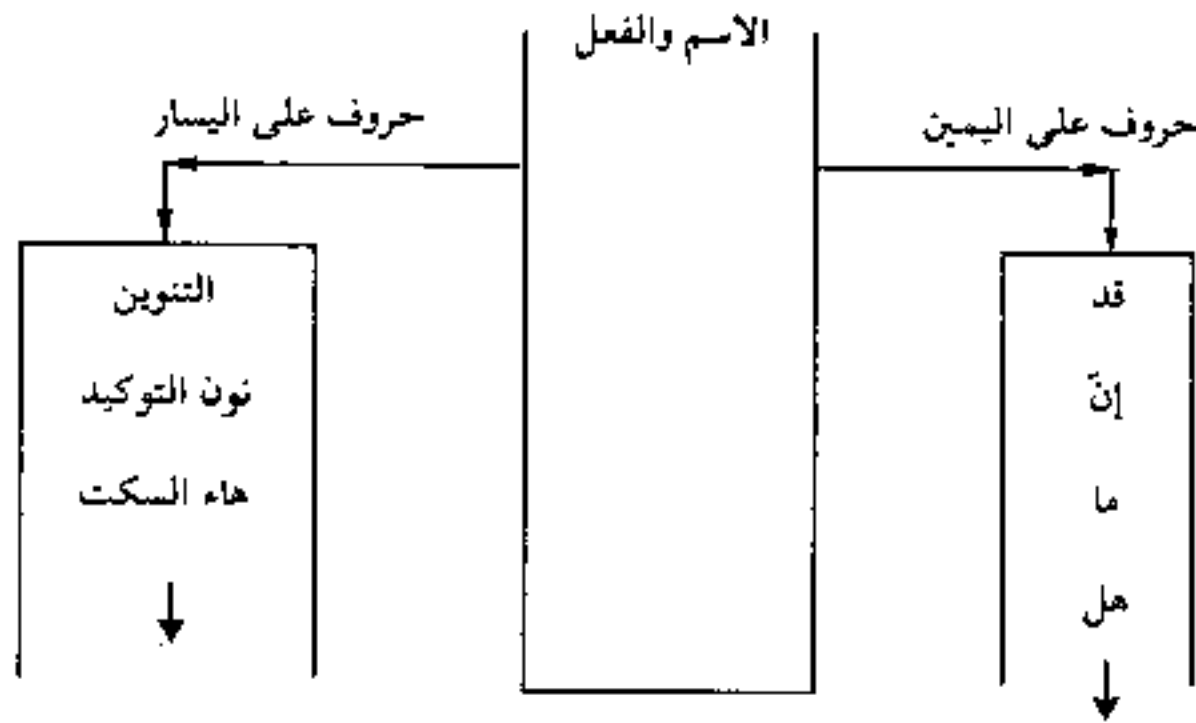 الاسم والفعل
حروف على اليمين
حروف على اليسار
قد
إنّ
ما
هل
التنوين
نون التوكيد
هاء السكت